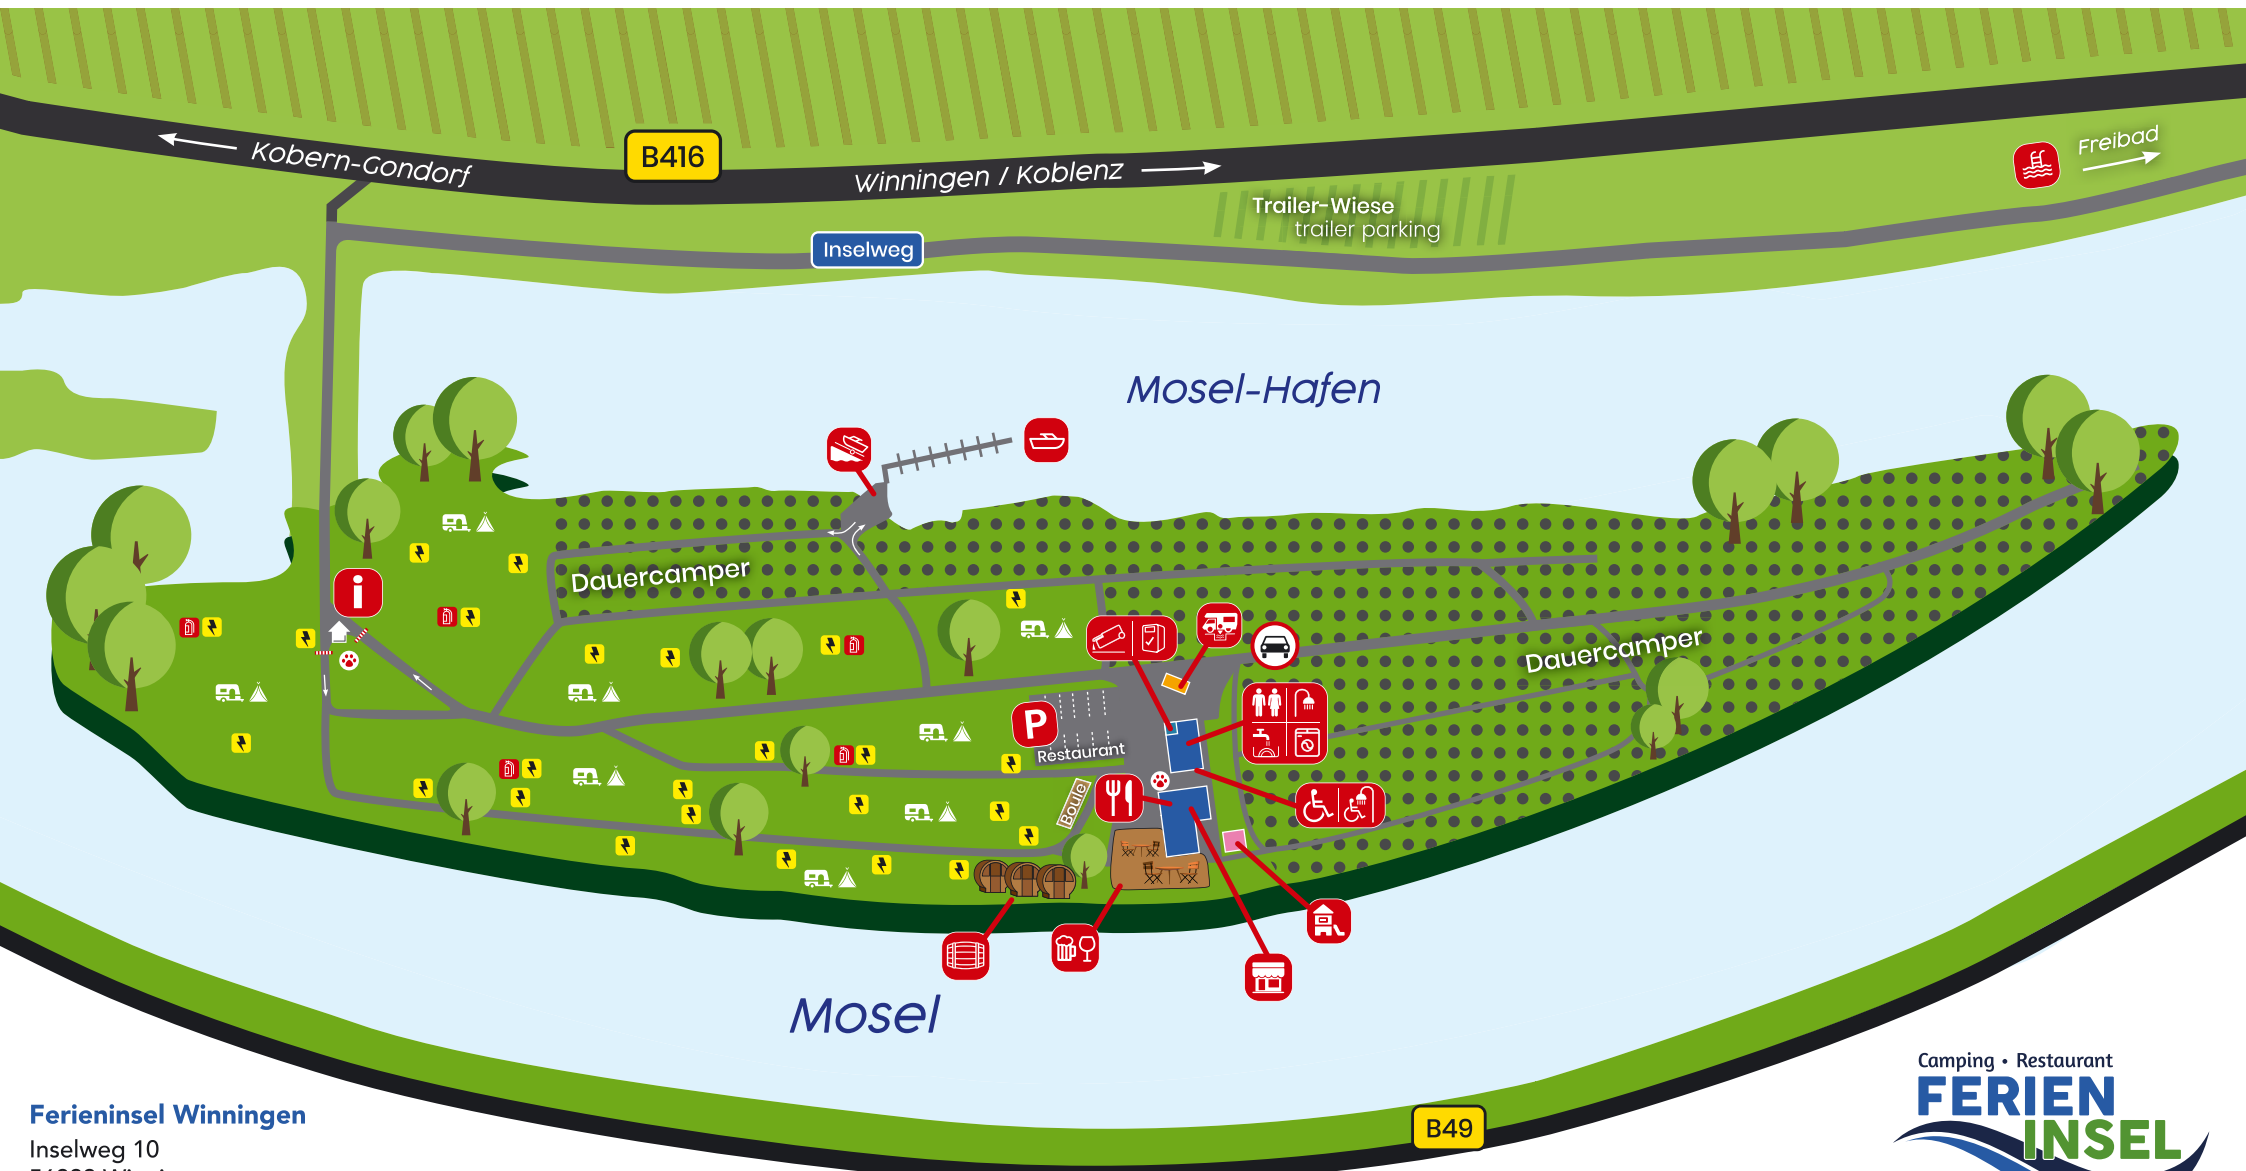 Kobern-Gondorf
B416
Winningen / Koblenz
Freibad
Trailer-Wiese
trailer parking
Inselweg
Mosel-Hafen
Dauercamper
i
Dauercamper
P
Restaurant
Boule
Mosel
Camping • Restaurant
FERIEN
INSEL
B49
Ferieninsel Winningen
Inselweg 10